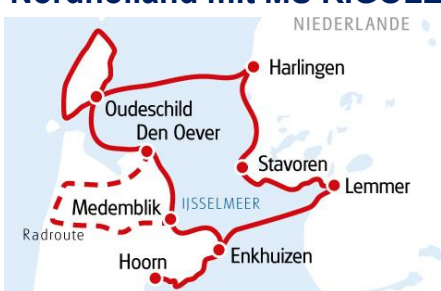 Nordholland mit MS
NIEDERLANDE
Harlingen
Oudeschild
Den Oever
Stavoren
Lemmer
Medemblik
IJSSELMEER
Radroute
Enkhuizen
Hoorn